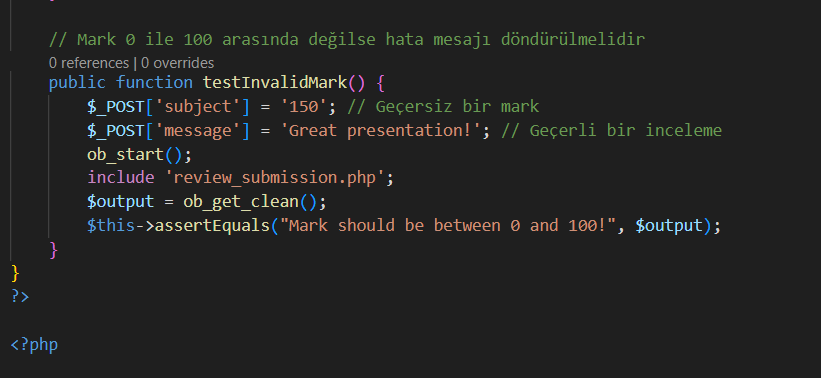 // Mark 0 ile 100 arasında değilse hata mesajı döndürülmelidir
0 references | 0 overrides
public function testInvalidMark() {
$_POST['subject'] = '150'; // Geçersiz bir mark
$_POST['message'] = 'Great presentation!'; // Geçerli bir inceleme
ob_start();
include 'review_submission.php';
$output = ob_get_clean();
$this->assertEquals("Mark should be between 0 and 100!", $output);
}
}
?>
<?php